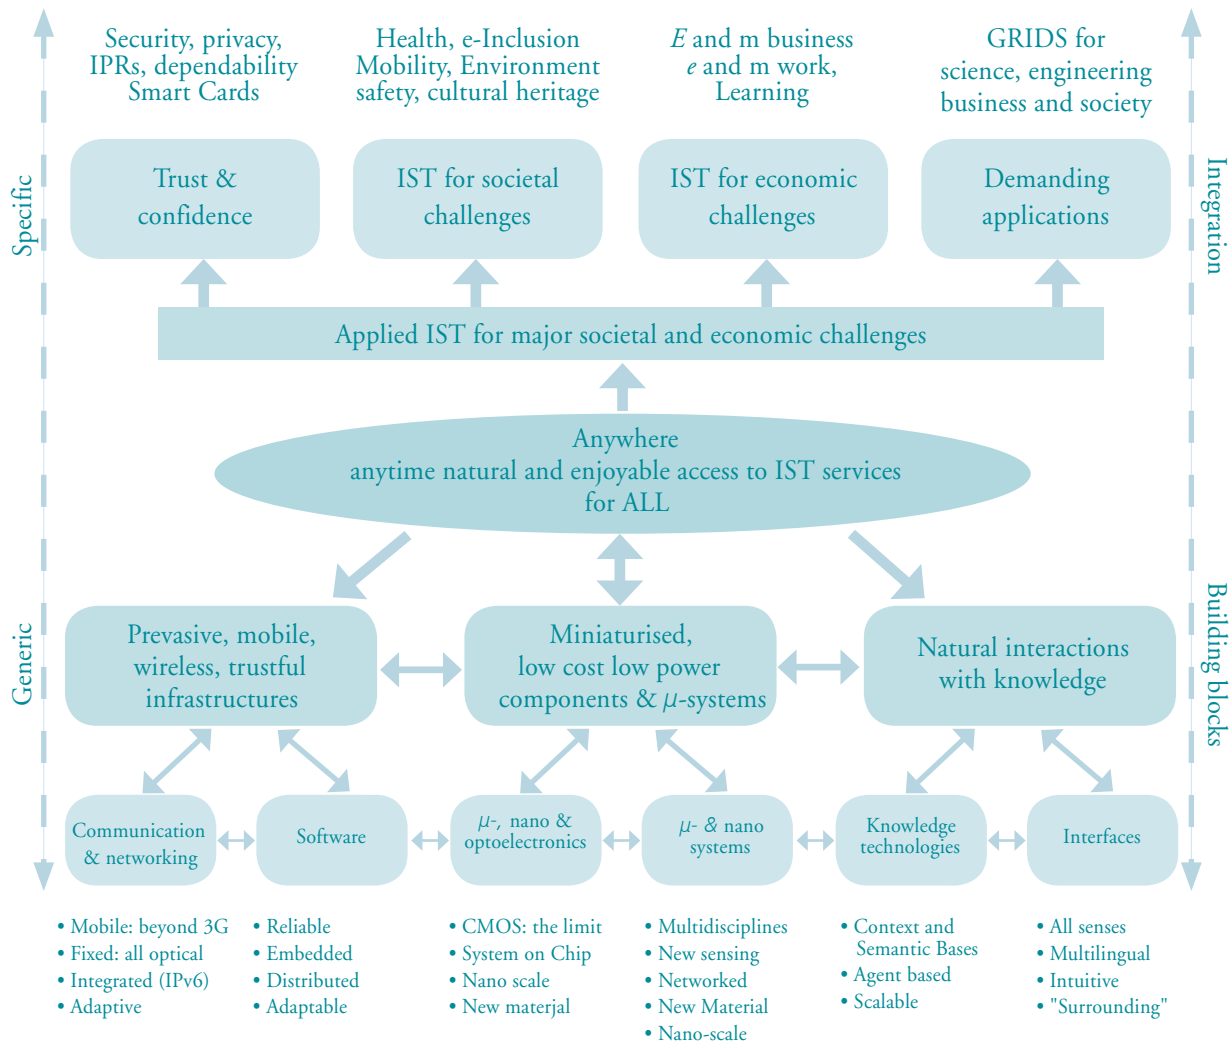 Security, privacy,
IPRs, dependability
Smart Cards
Health, e-Inclusion
Mobility, Environment
safety, cultural heritage
E and m business
e and m work,
Learning
GRIDS for
science, engineering
business and society
Specific
Trust &
confidence
IST for societal
challenges
IST for economic
challenges
Demanding
applications
Integration
Applied IST for major societal and economic challenges
Anywhere
anytime natural and enjoyable access to IST services
for ALL
Generic
Prevasive, mobile,
wireless, trustful
infrastructures
Miniaturised,
low cost low power
components & μ-systems
Natural interactions
with knowledge
Building blocks
Communication
& networking
Software
μ-, nano &
optoelectronics
μ- & nano
systems
Knowledge
technologies
Interfaces
• Mobile: beyond 3G
• Fixed: all optical
• Integrated (IPv6)
• Adaptive
• Reliable
• Embedded
• Distributed
• Adaptable
• CMOS: the limit
• System on Chip
• Nano scale
• New materjal
• Multidisciplines
• New sensing
• Networked
• New Material
• Nano-scale
• Context and
Semantic Bases
• Agent based
• Scalable
• All senses
• Multilingual
• Intuitive
• "Surrounding"